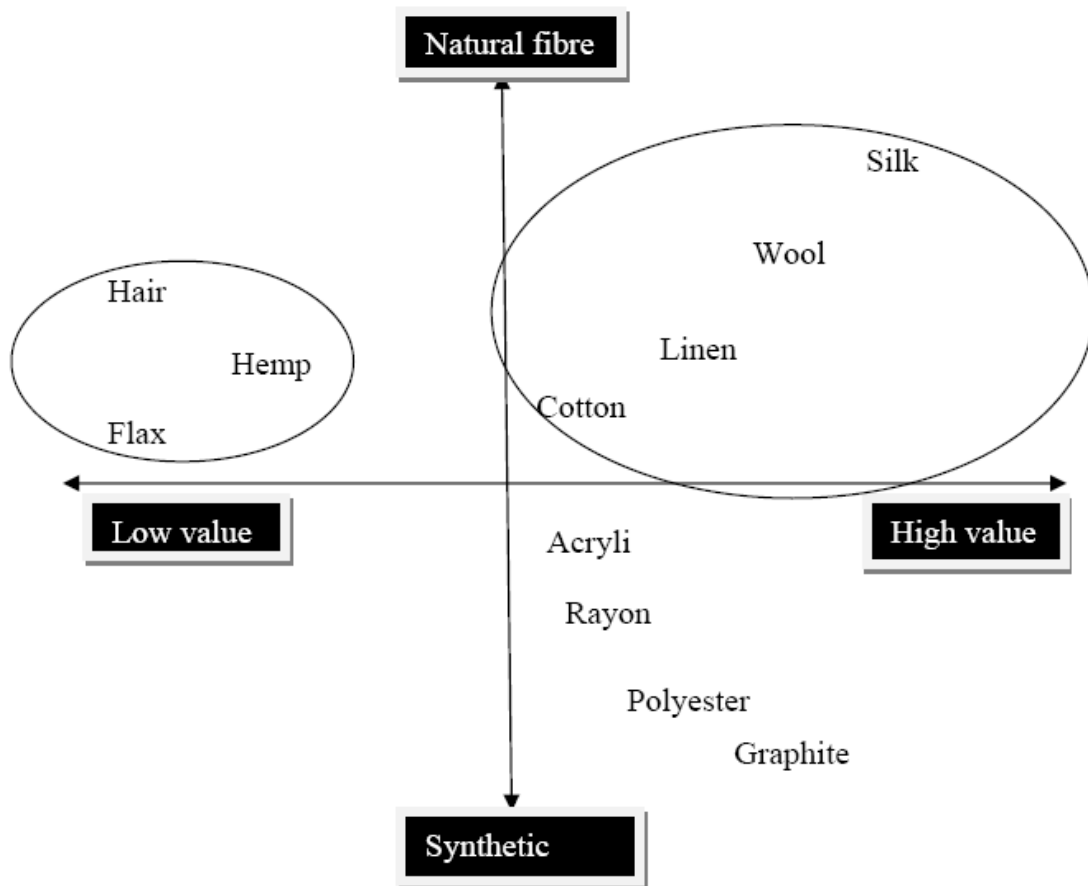 Natural fibre
Silk
Wool
Hair
Linen
Hemp
Cotton
Flax
Low value
High value
Acryli
Rayon
Polyester
Graphite
Synthetic